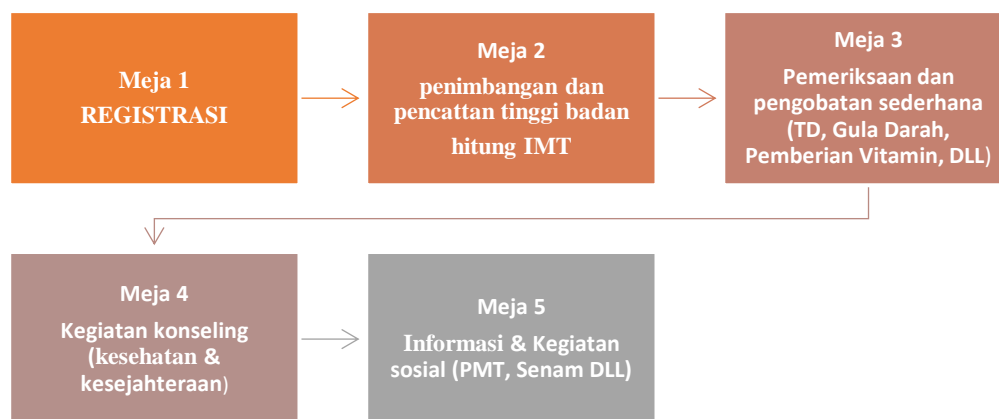 Meja 1
REGISTRASI
Meja 2
penimbangan dan
pencattan tinggi badan
hitung IMT
Meja 3
Pemeriksaan dan
pengobatan sederhana
(TD, Gula Darah,
Pemberian Vitamin, DLL)
Meja 4
Kegiatan konseling
(kesehatan &
kesejahteraan)
Meja 5
Informasi & Kegiatan
sosial (PMT, Senam DLL)